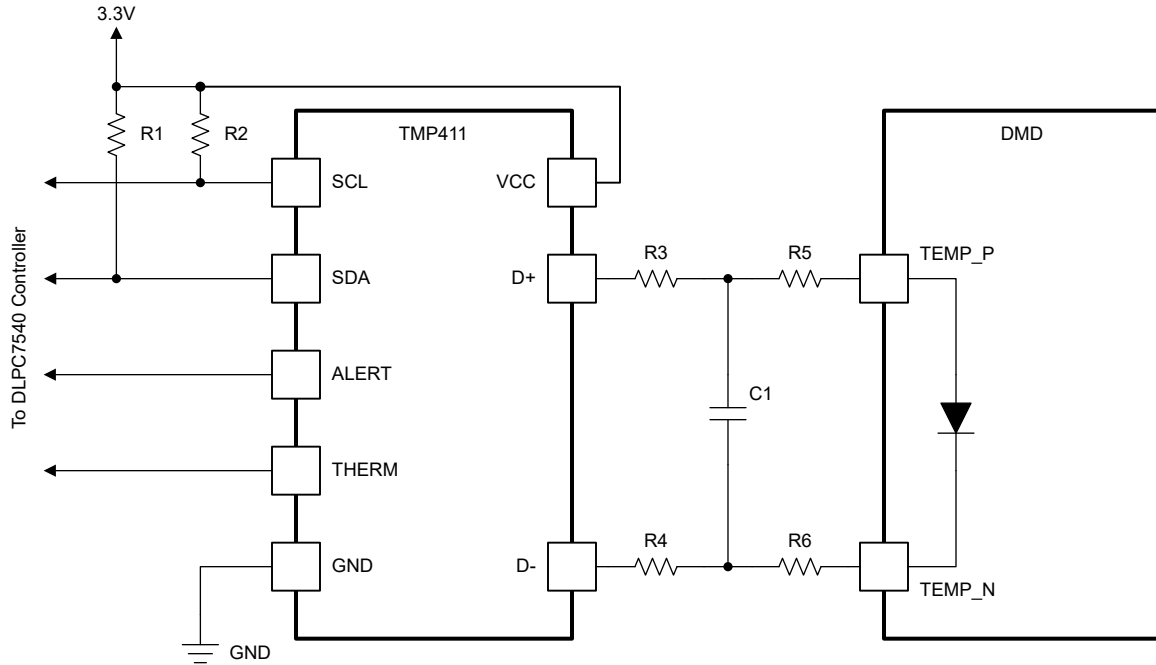 3.3V
R1
R2
TMP411
DMD
SCL
VCC
SDA
D+
R3
R5
TEMP_P
To DLPC7540 Controller
ALERT
C1
THERM
GND
D-
R4
R6
TEMP_N
GND